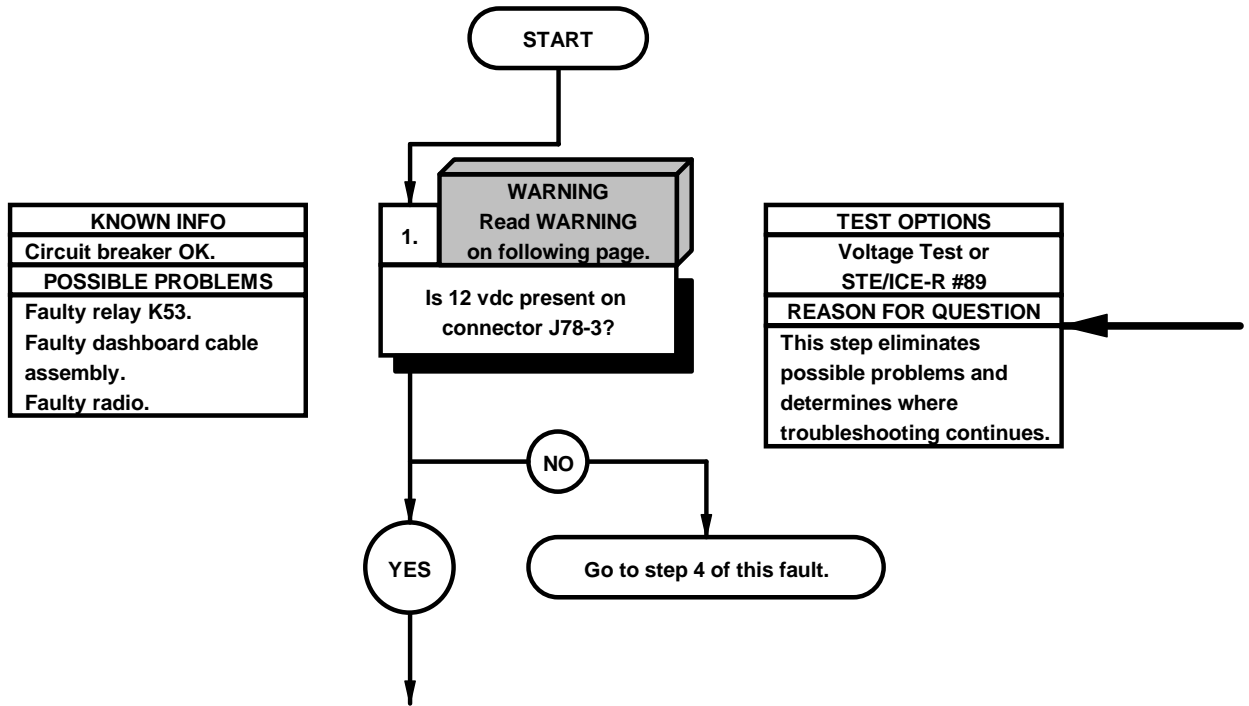 START
KNOWN INFO
Circuit breaker OK.
POSSIBLE PROBLEMS
Faulty relay K53.
Faulty dashboard cable
assembly.
Faulty radio.
1.
WARNING
Read WARNING
on following page.
Is 12 vdc present on
connector J78-3?
TEST OPTIONS
Voltage Test or
STE/ICE-R #89
REASON FOR QUESTION
This step eliminates
possible problems and
determines where
troubleshooting continues.
NO
YES
Go to step 4 of this fault.